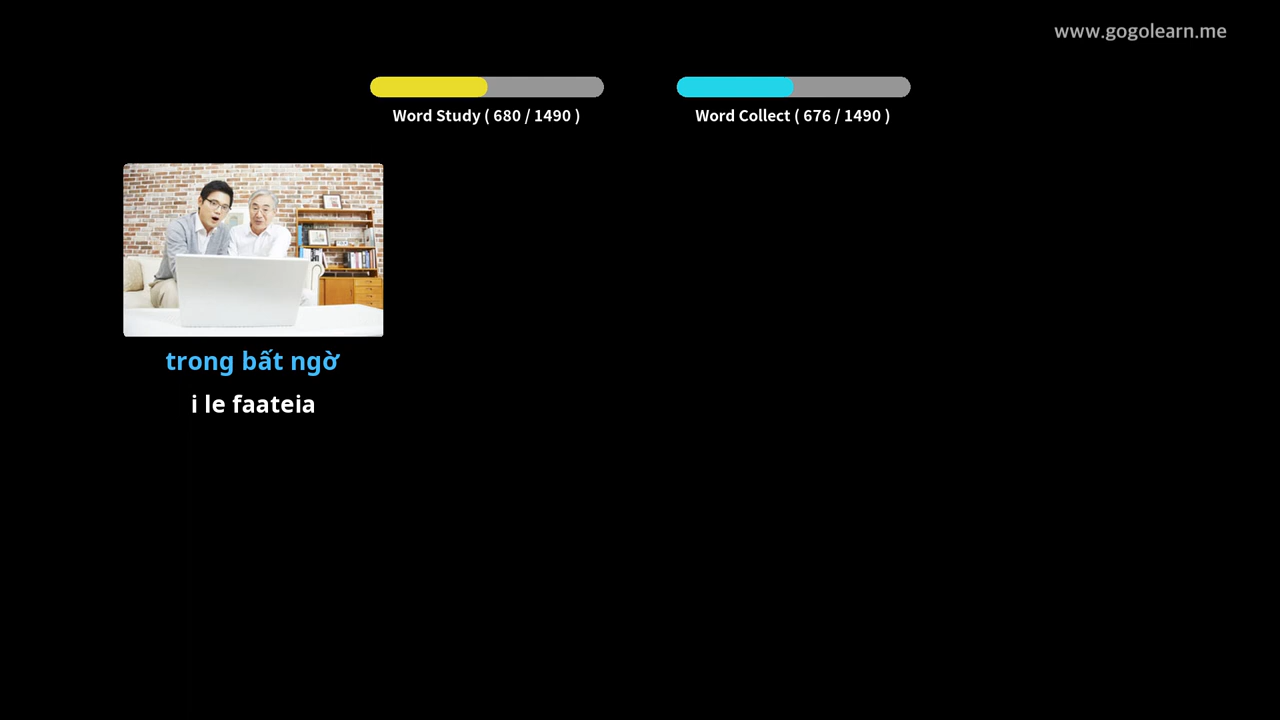 www.gogolearn.me
Word Study ( 680 / 1490 )
Word Collect ( 676 / 1490 )
trong bất ngờ
i le faateia